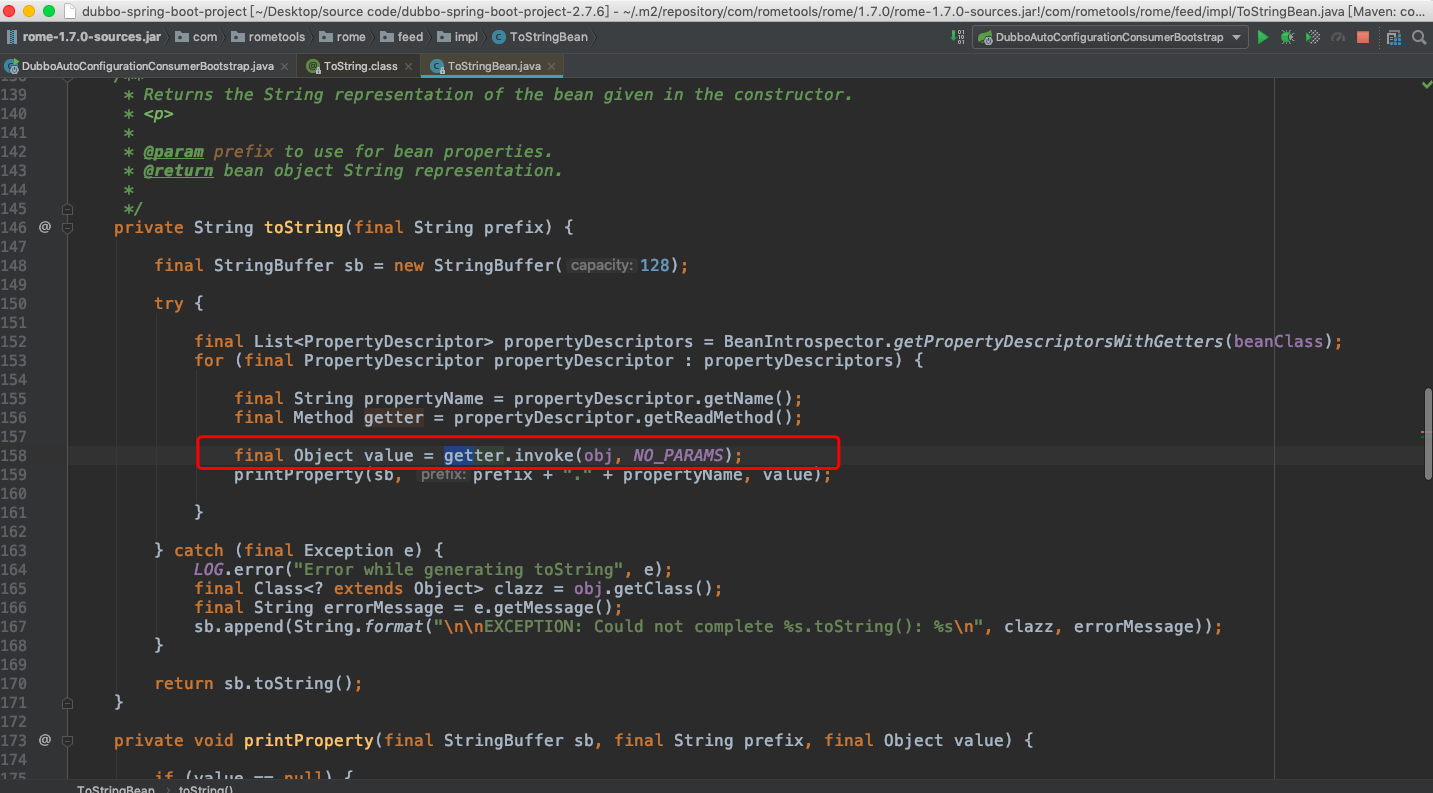 dubbo-spring-boot-project [~/Desktop/source code/dubbo-spring-boot-project-2.7.6] - ~/.m2/repository/com/rometools/rome/1.7.0/rome-1.7.0-sources.jar!/com/rometools/rome/feed/impl/ToStringBean.java [Maven: co...
rome-1.7.0-sources.jar com rometools rome feed impl ToStringBean DubboAutoConfigurationConsumerBootstrap
DubboAutoConfigurationConsumerBootstrap.java ToString.class ToStringBean.java
138 /**
139 * Returns the String representation of the bean given in the constructor.
140 * <p>
141 *
142 * @param prefix to use for bean properties.
143 * @return bean object String representation.
144 *
145 */
146 @ private String toString(final String prefix) {
147
148 final StringBuffer sb = new StringBuffer( capacity: 128);
149
150 try {
151
152 final List<PropertyDescriptor> propertyDescriptors = BeanIntrospector.getPropertyDescriptorsWithGetters(beanClass);
153 for (final PropertyDescriptor propertyDescriptor : propertyDescriptors) {
154
155 final String propertyName = propertyDescriptor.getName();
156 final Method getter = propertyDescriptor.getReadMethod();
157
158 final Object value = getter.invoke(obj, NO_PARAMS);
159 printProperty(sb, prefix: prefix + "." + propertyName, value);
160
161 }
162
163 } catch (final Exception e) {
164 LOG.error("Error while generating toString", e);
165 final Class<? extends Object> clazz = obj.getClass();
166 final String errorMessage = e.getMessage();
167 sb.append(String.format("\n\nEXCEPTION: Could not complete %s.toString(): %s\n", clazz, errorMessage));
168 }
169
170 return sb.toString();
171 }
172
173 @ private void printProperty(final StringBuffer sb, final String prefix, final Object value) {
174
175 if (value == null) {
ToStringBean toString()